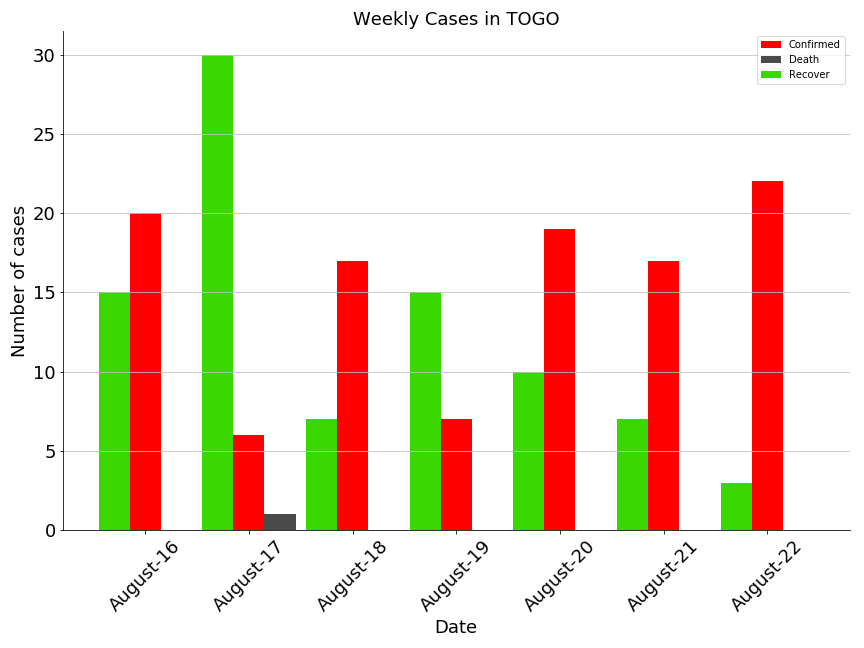 Weekly Cases in TOGO
Confirmed
Death
Recover
Number of cases
30
25
20
15
10
5
0
August-16
August-17
August-18
August-19
August-20
August-21
August-22
Date